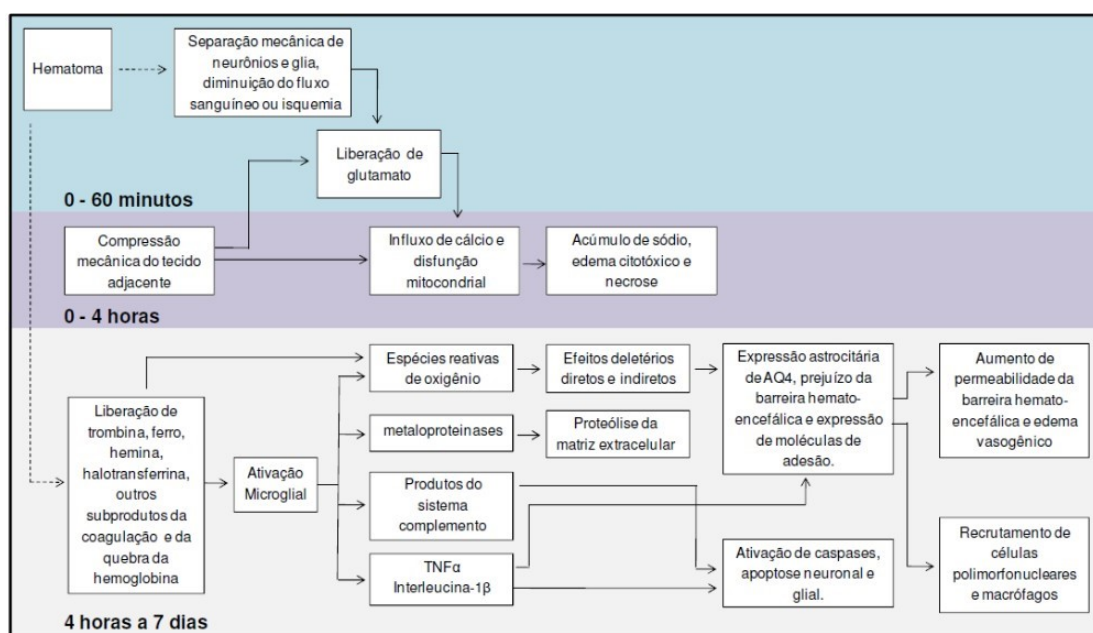 Hematoma
Separação mecânica de
neurônios e glia,
diminuição do fluxo
sanguíneo ou isquemia
Liberação de
glutamato
0 - 60 minutos
Compressão
mecânica do tecido
adjacente
Influxo de cálcio e
disfunção
mitocondrial
Acúmulo de sódio,
edema citotóxico e
necrose
0 - 4 horas
Liberação de
trombina, ferro,
hemina,
halotransferrina,
outros
subprodutos da
coagulação e da
quebra da
hemoglobina
Ativação
Microglial
Espécies reativas
de oxigênio
Efeitos deletérios
diretos e indiretos
Expressão astrocitária
de AQ4, prejuízo da
barreira hemato-
encefálica e expressão
de moléculas de
adesão.
Aumento de
permeabilidade da
barreira hemato-
encefálica e edema
vasogênico
metaloproteinases
Proteólise da
matriz extracelular
Produtos do
sistema
complemento
TNFα
Interleucina-1β
Ativação de caspases,
apoptose neuronal e
glial.
Recrutamento de
células
polimorfonucleares
e macrófagos
4 horas a 7 dias